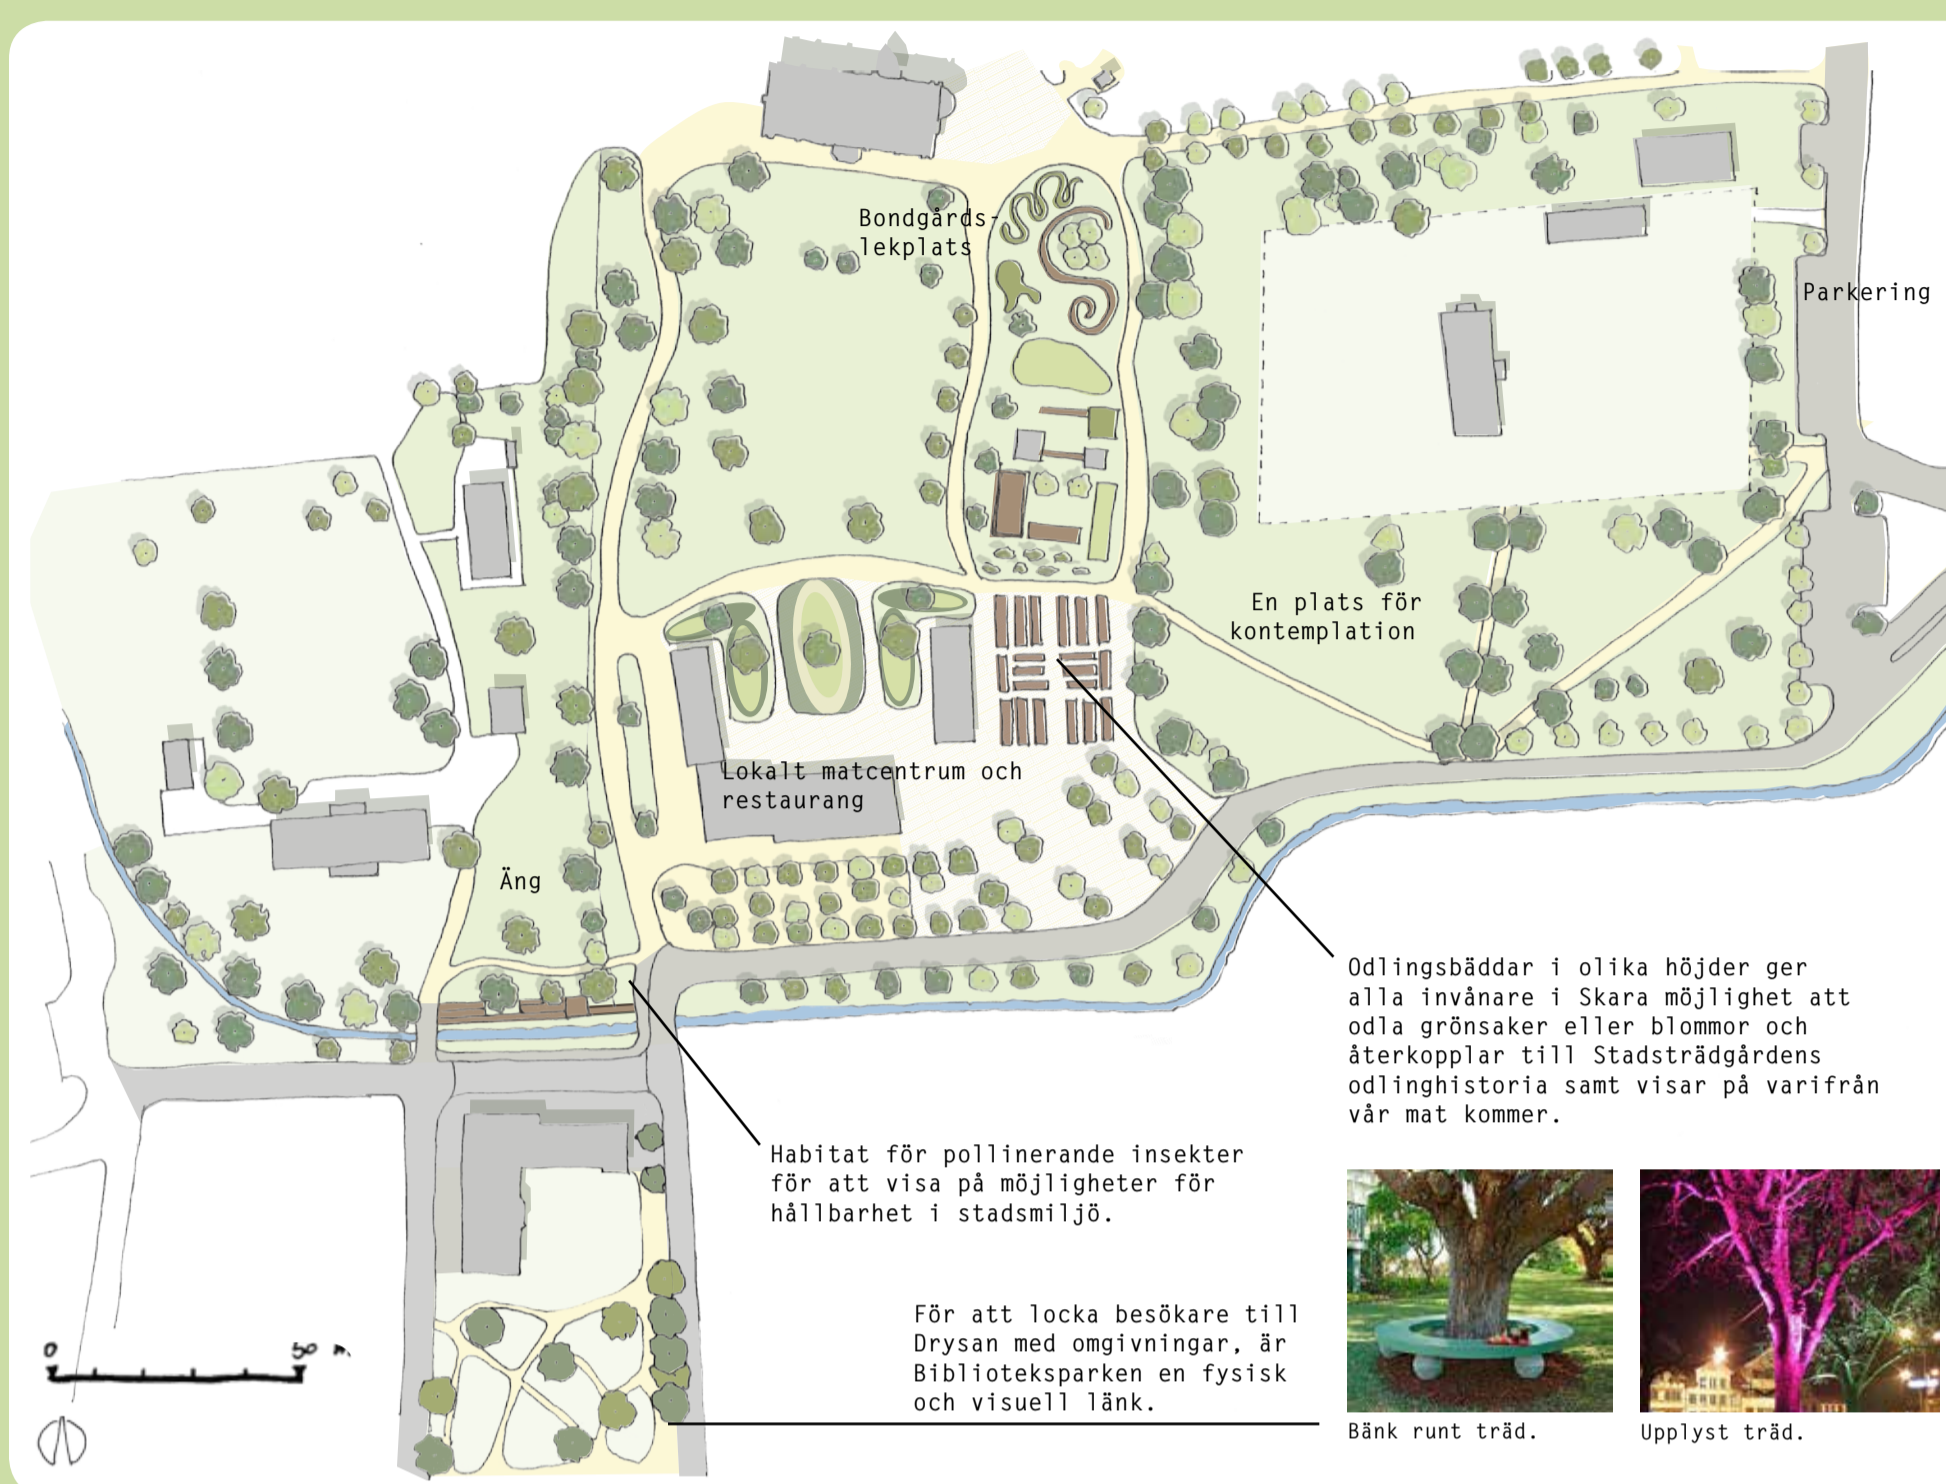 Bondgårds-
lekplats
Parkering
En plats för
kontemplation
Lokalt matcentrum och
restaurang
Äng
Odlingsbäddar i olika höjder ger
alla invånare i Skara möjlighet att
odla grönsaker eller blommor och
återkopplar till Stadsträdgårdens
odlinghistoria samt visar på varifrån
vår mat kommer.
Habitat för pollinerande insekter
för att visa på möjligheter för
hållbarhet i stadsmiljö.
För att locka besökare till
Drysan med omgivningar, är
Biblioteksparken en fysisk
och visuell länk.
0 50 m.
Bänk runt träd.
Upplyst träd.